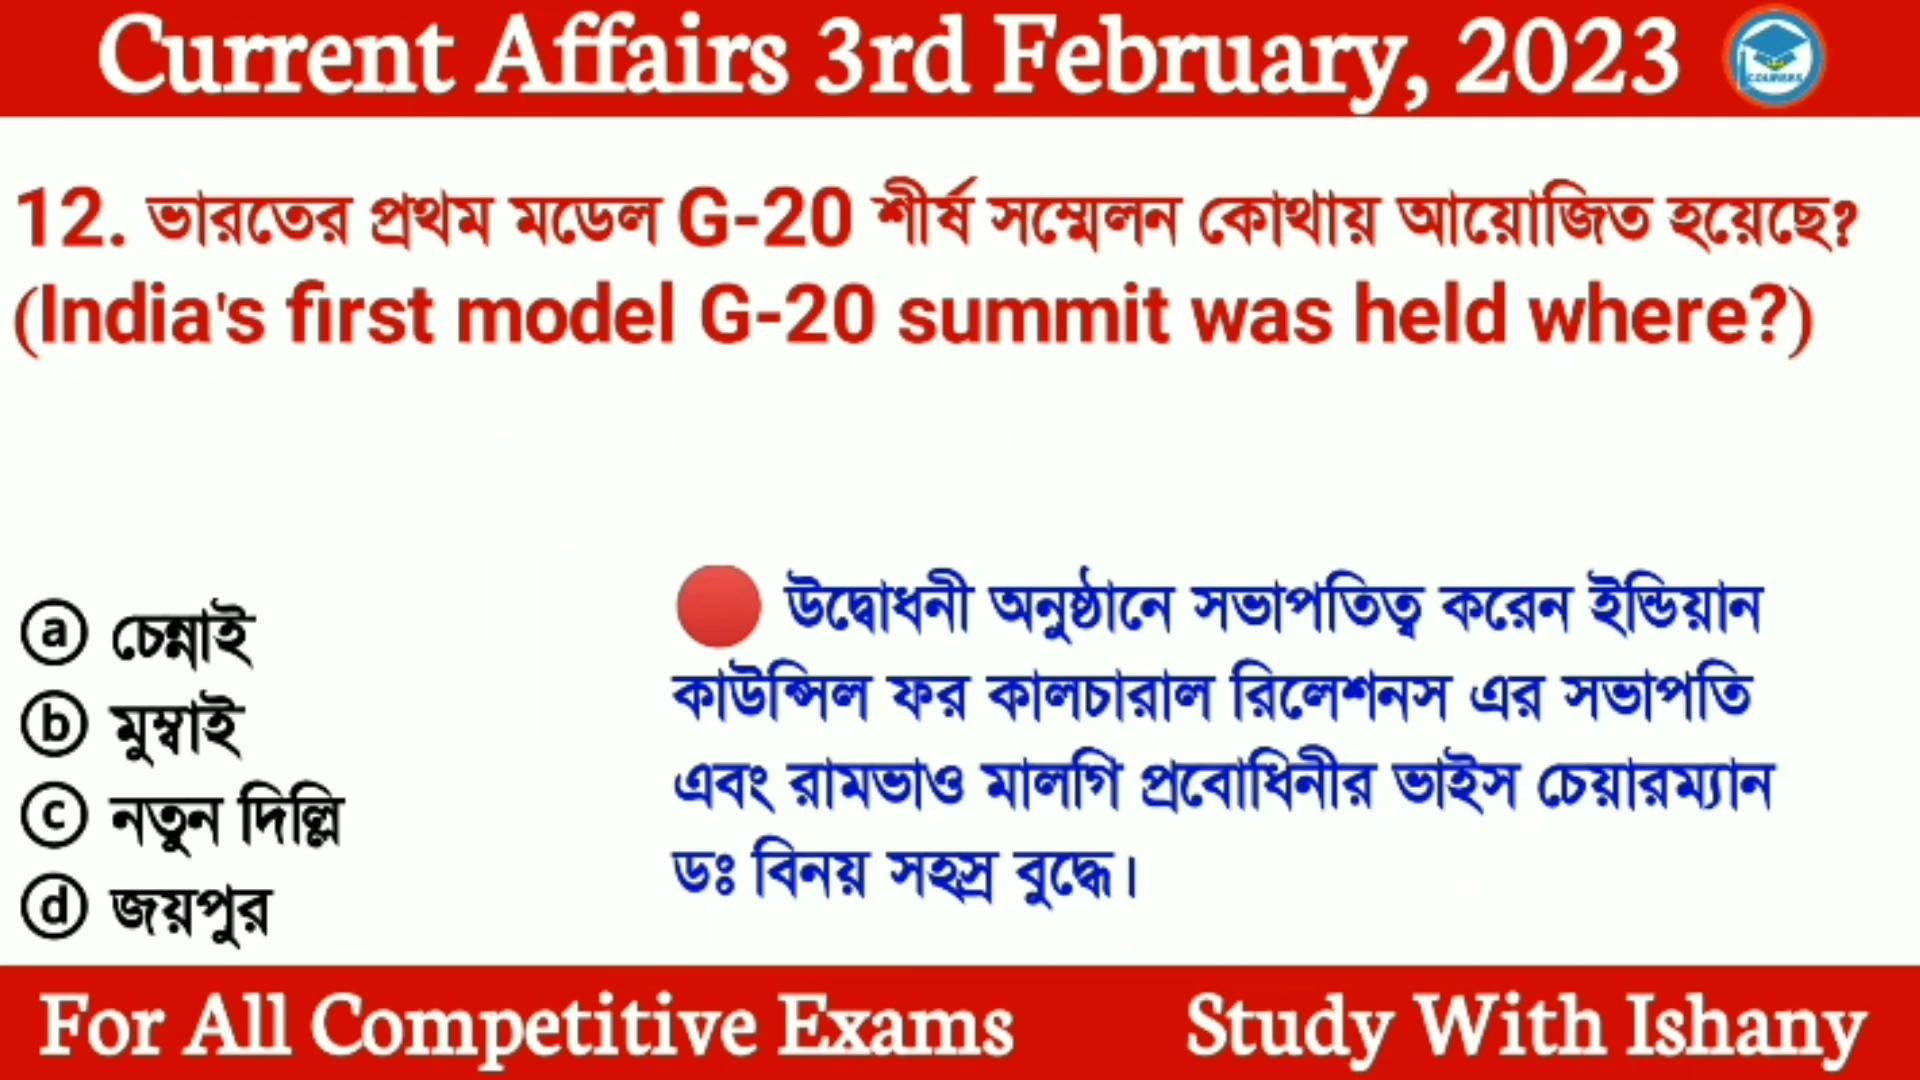 Current Affairs 3rd February, 2023
COURSES
12. ভারতের প্রথম মডেল G-20 শীর্ষ সম্মেলন কোথায় আয়োজিত হয়েছে?
(India's first model G-20 summit was held where?)
ⓐ চেন্নাই
ⓑ মুম্বাই
ⓒ নতুন দিল্লি
ⓓ জয়পুর
🔴 উদ্বোধনী অনুষ্ঠানে সভাপতিত্ব করেন ইন্ডিয়ান
কাউন্সিল ফর কালচারাল রিলেশনস এর সভাপতি
এবং রামভাও মালগি প্রবোধিনীর ভাইস চেয়ারম্যান
ডঃ বিনয় সহস্র বুদ্ধে।
For All Competitive Exams
Study With Ishany